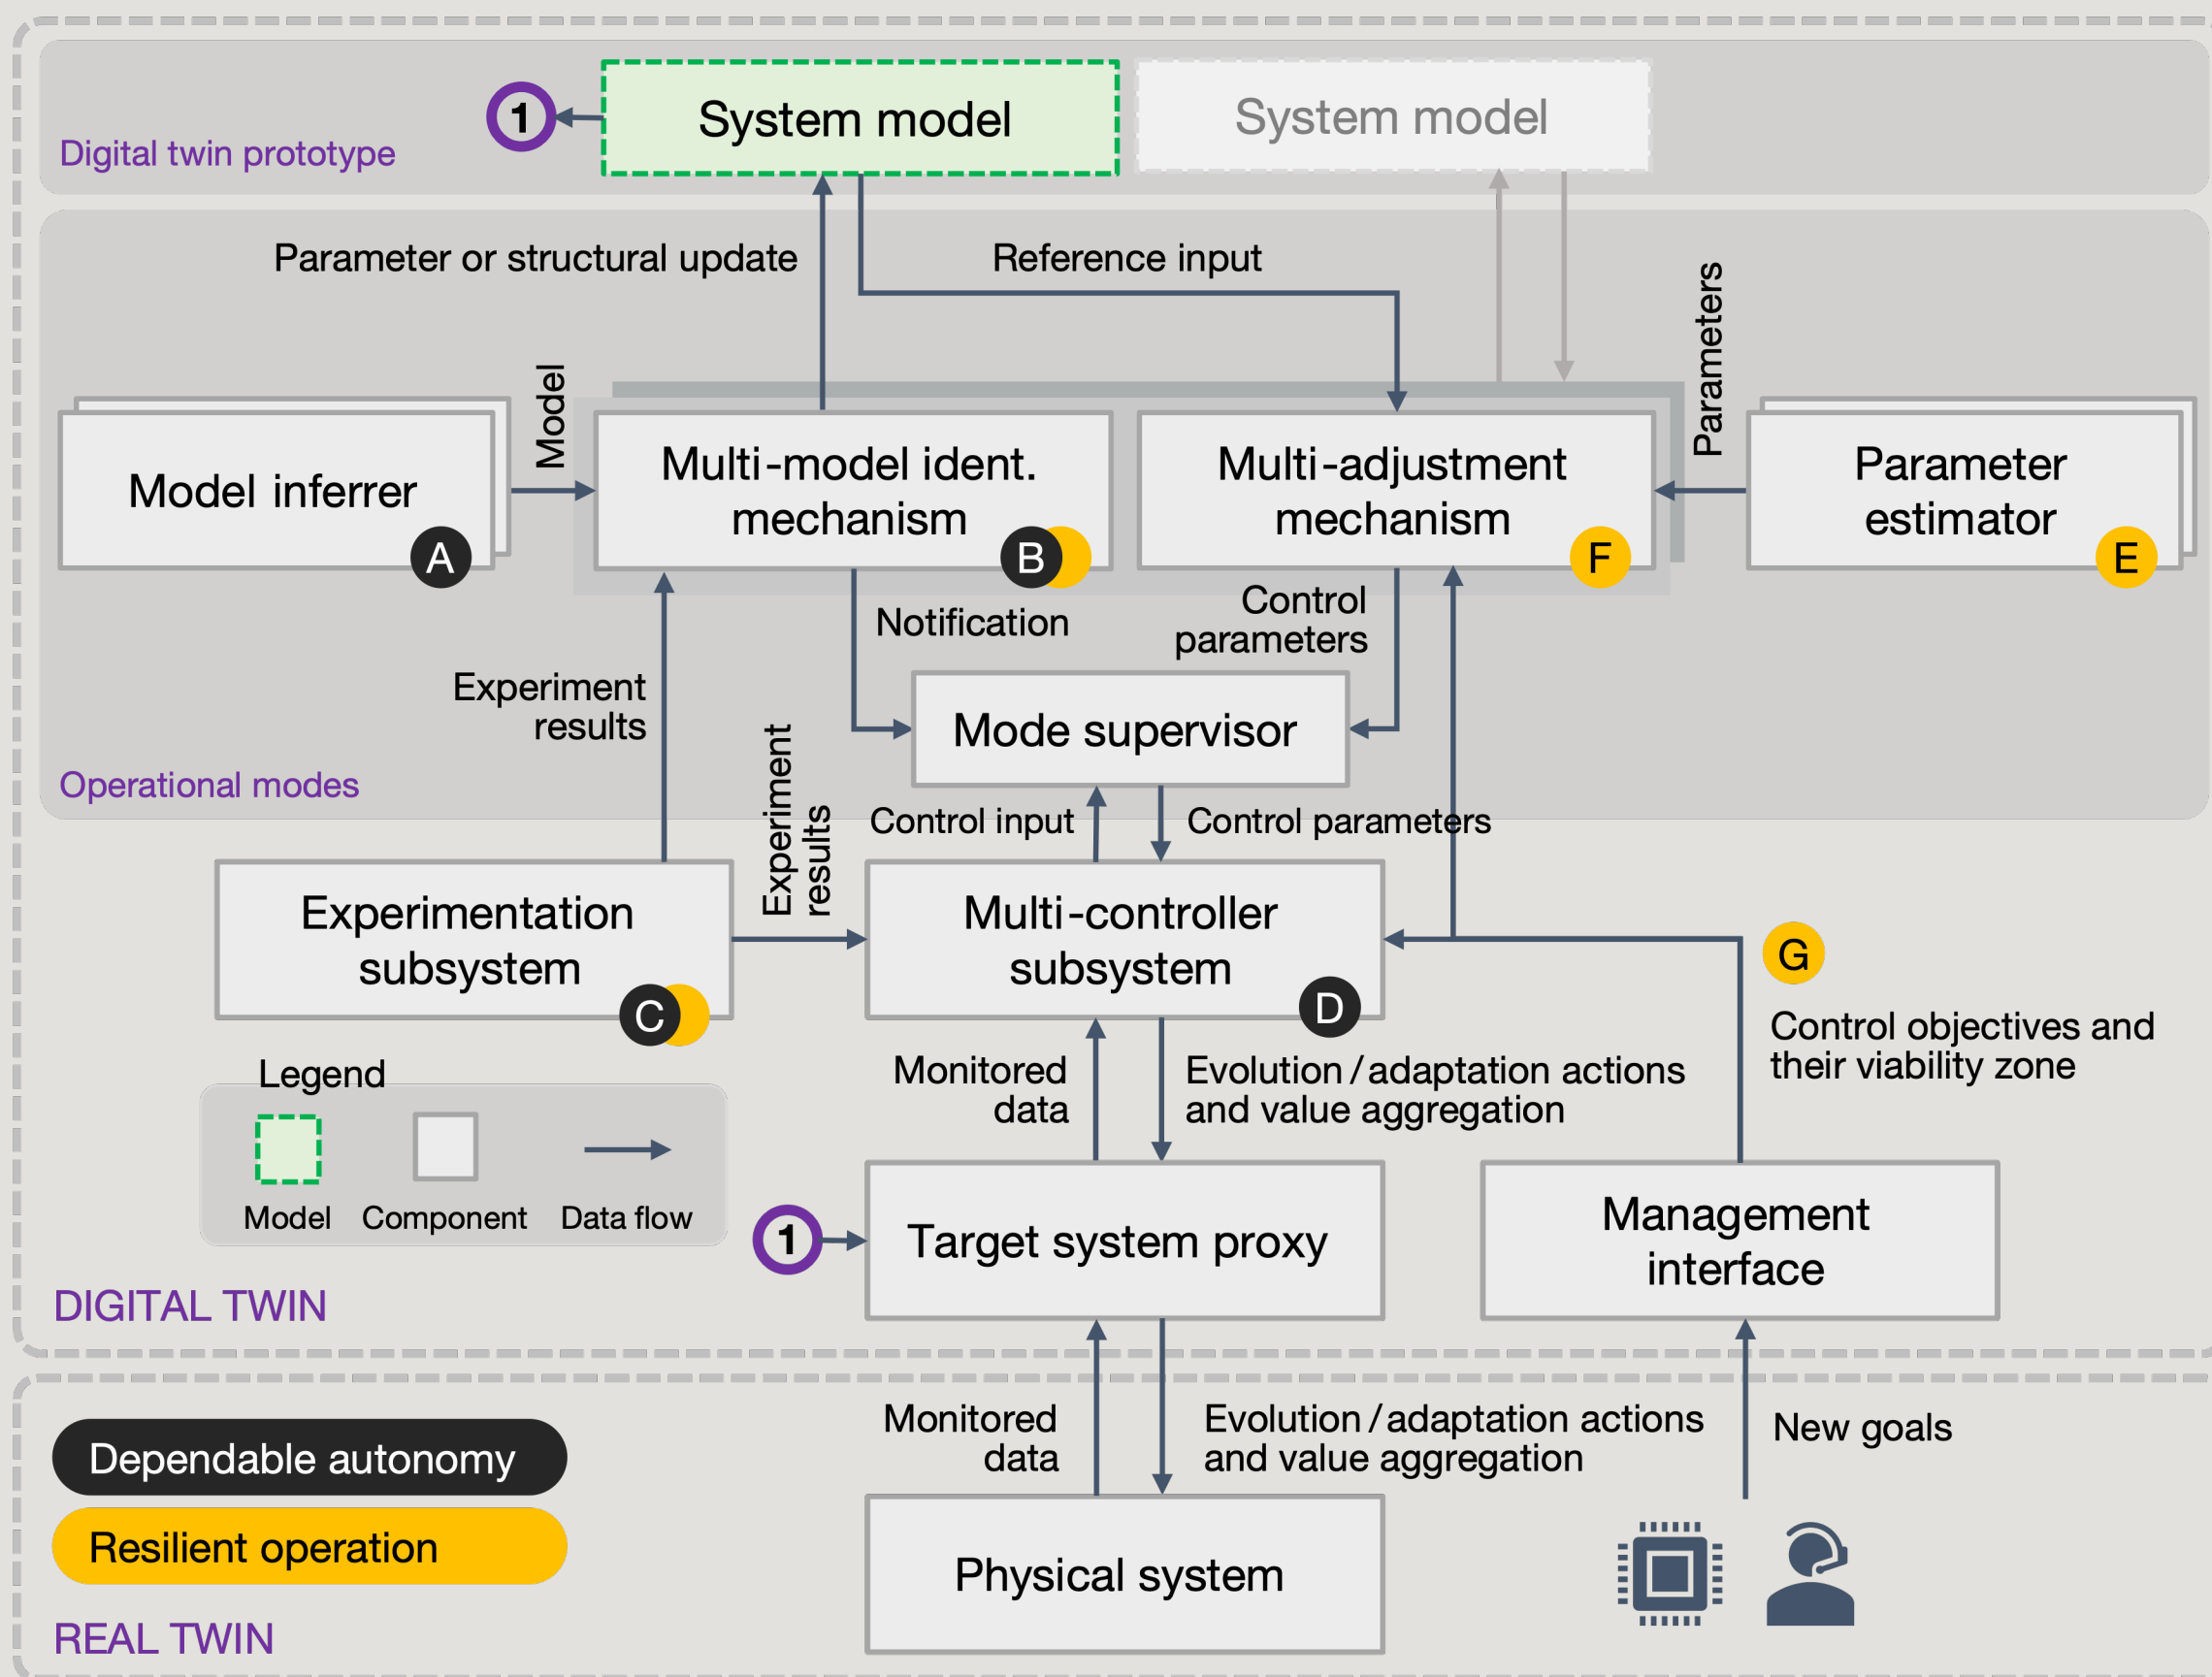 System model
System model
1
Digital twin prototype
Parameter or structural update
Reference input
Parameters
Model
Model inferrer
A
Multi-model ident.
mechanism
B
Multi-adjustment
mechanism
F
Parameter
estimator
E
Notification
Control
parameters
Experiment
results
Mode supervisor
Operational modes
Experiment
results
Control input
Control parameters
Experimentation
subsystem
C
Multi-controller
subsystem
D
G
Control objectives and
their viability zone
Legend
Model
Component
Data flow
Monitored
data
Evolution/adaptation actions
and value aggregation
1
Target system proxy
Management
interface
DIGITAL TWIN
Dependable autonomy
Resilient operation
Monitored
data
Evolution/adaptation actions
and value aggregation
New goals
Physical system
REAL TWIN